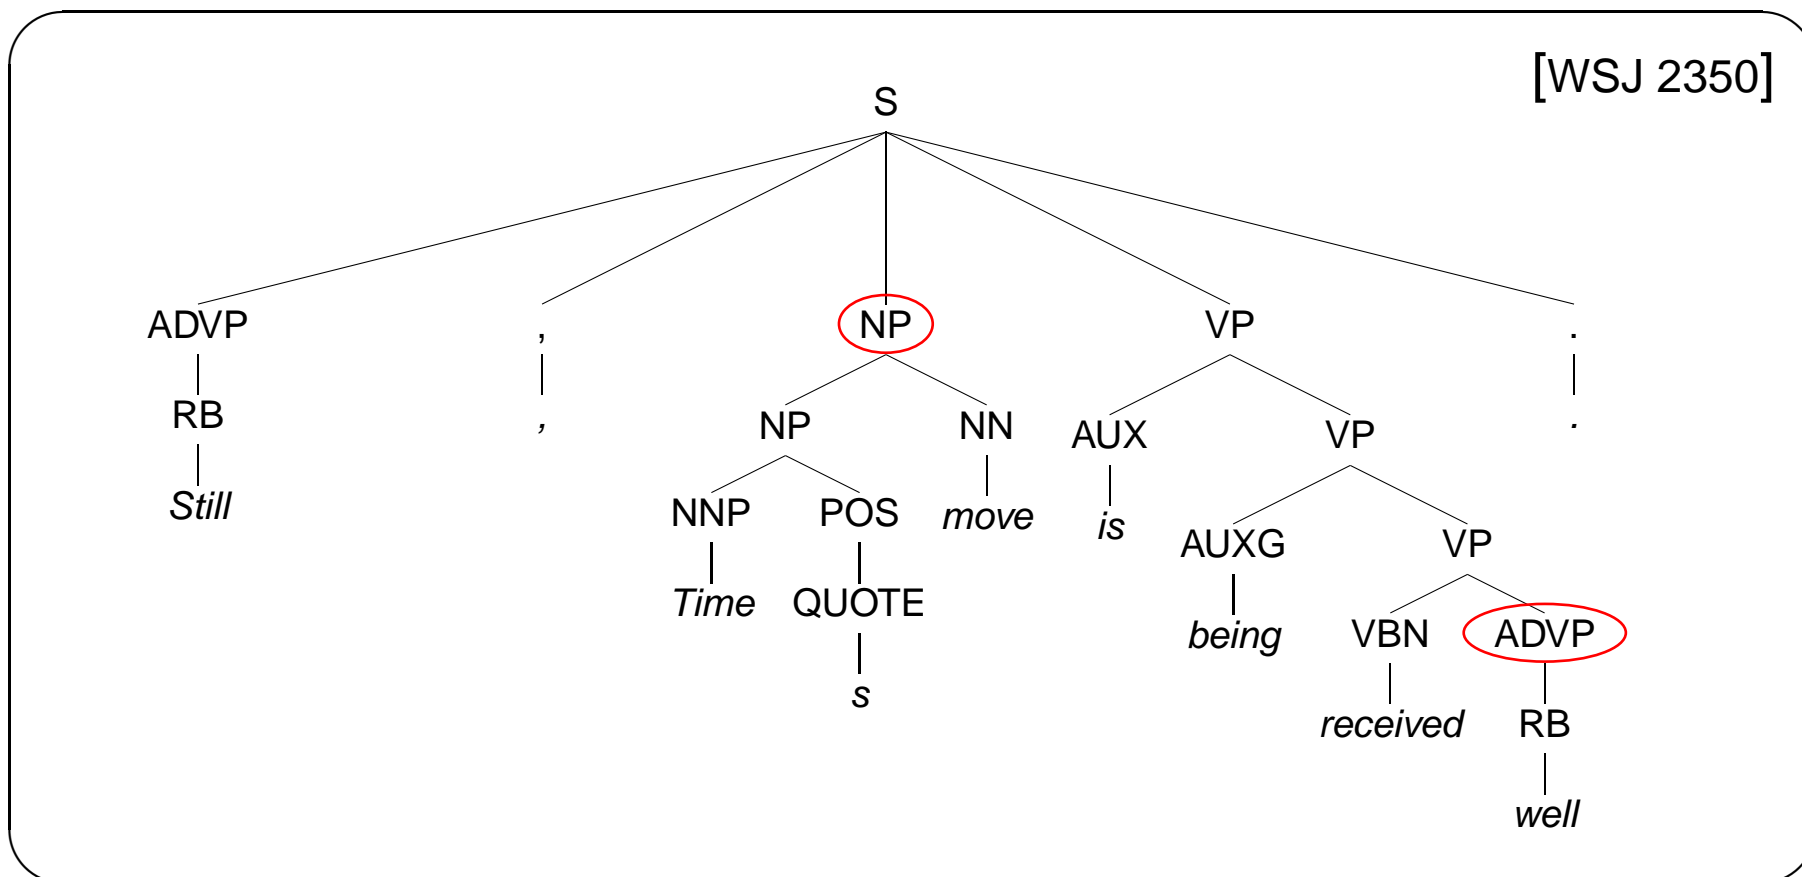 [WSJ 2350]
S
ADVP , NP VP .
RB , NP NN AUX VP .
Still NNP POS move is AUXG VP
Time QUOTE being VBN ADVP
s received RB
well